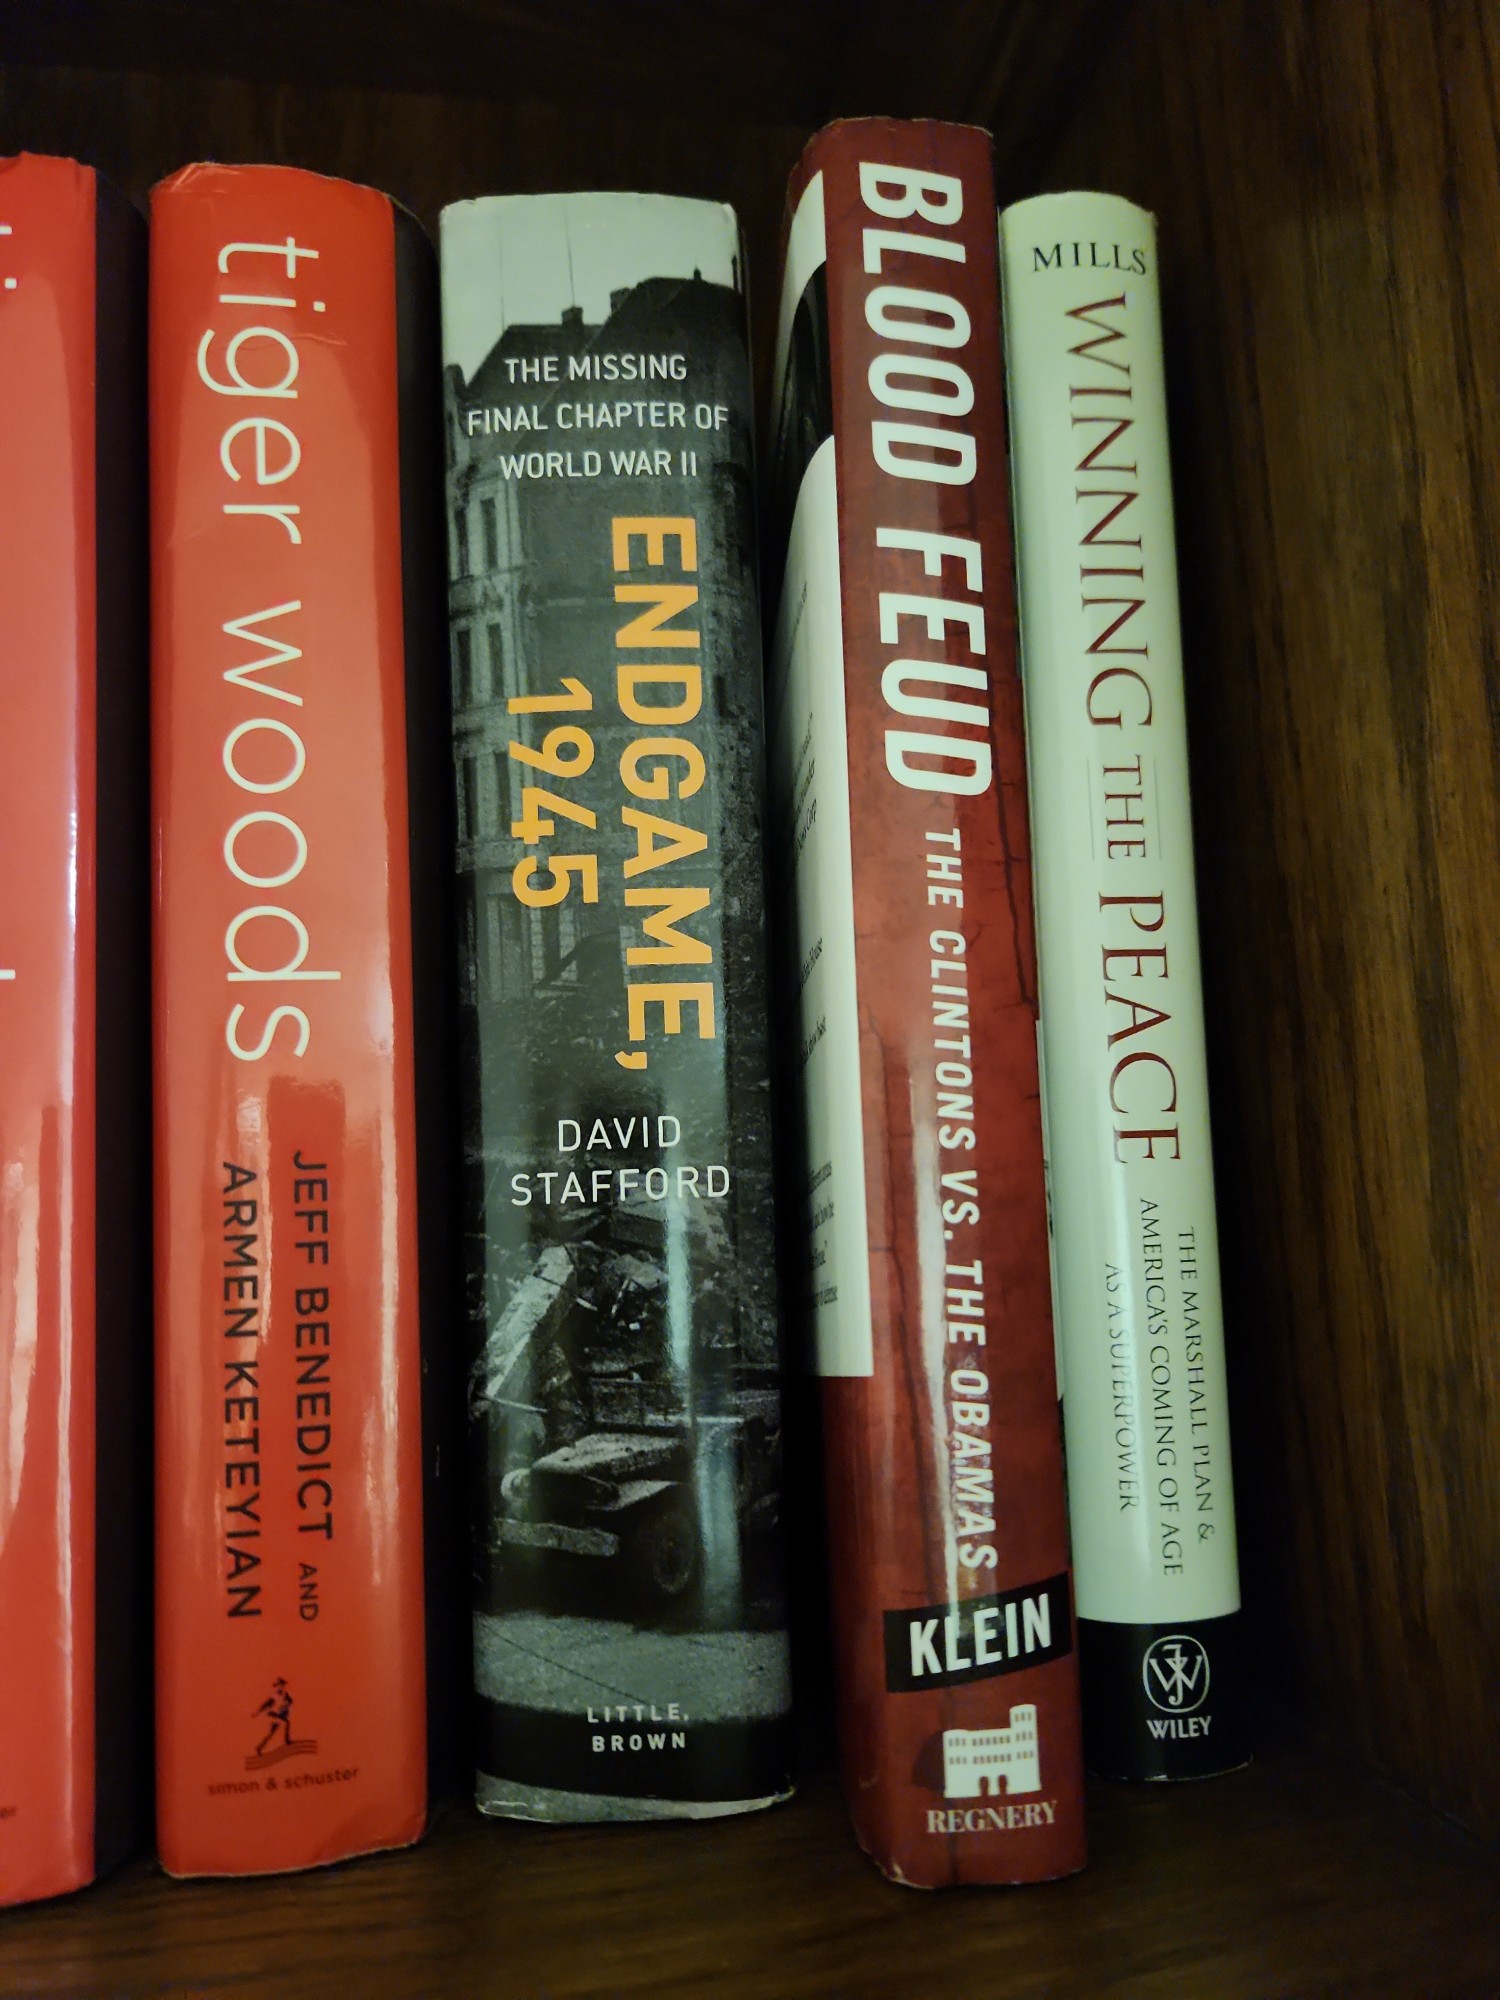 tiger woods
JEFF BENEDICT AND
ARMEN KETEYIAN
simon & schuster
THE MISSING
FINAL CHAPTER OF
WORLD WAR II
ENDGAME,
1945
DAVID
STAFFORD
LITTLE,
BROWN
BLOOD FEUD THE CLINTONS VS. THE OBAMAS
KLEIN
REGNERY
MILLS
WINNING THE PEACE
THE MARSHALL PLAN &
AMERICA'S COMING OF AGE
AS A SUPERPOWER
WILEY